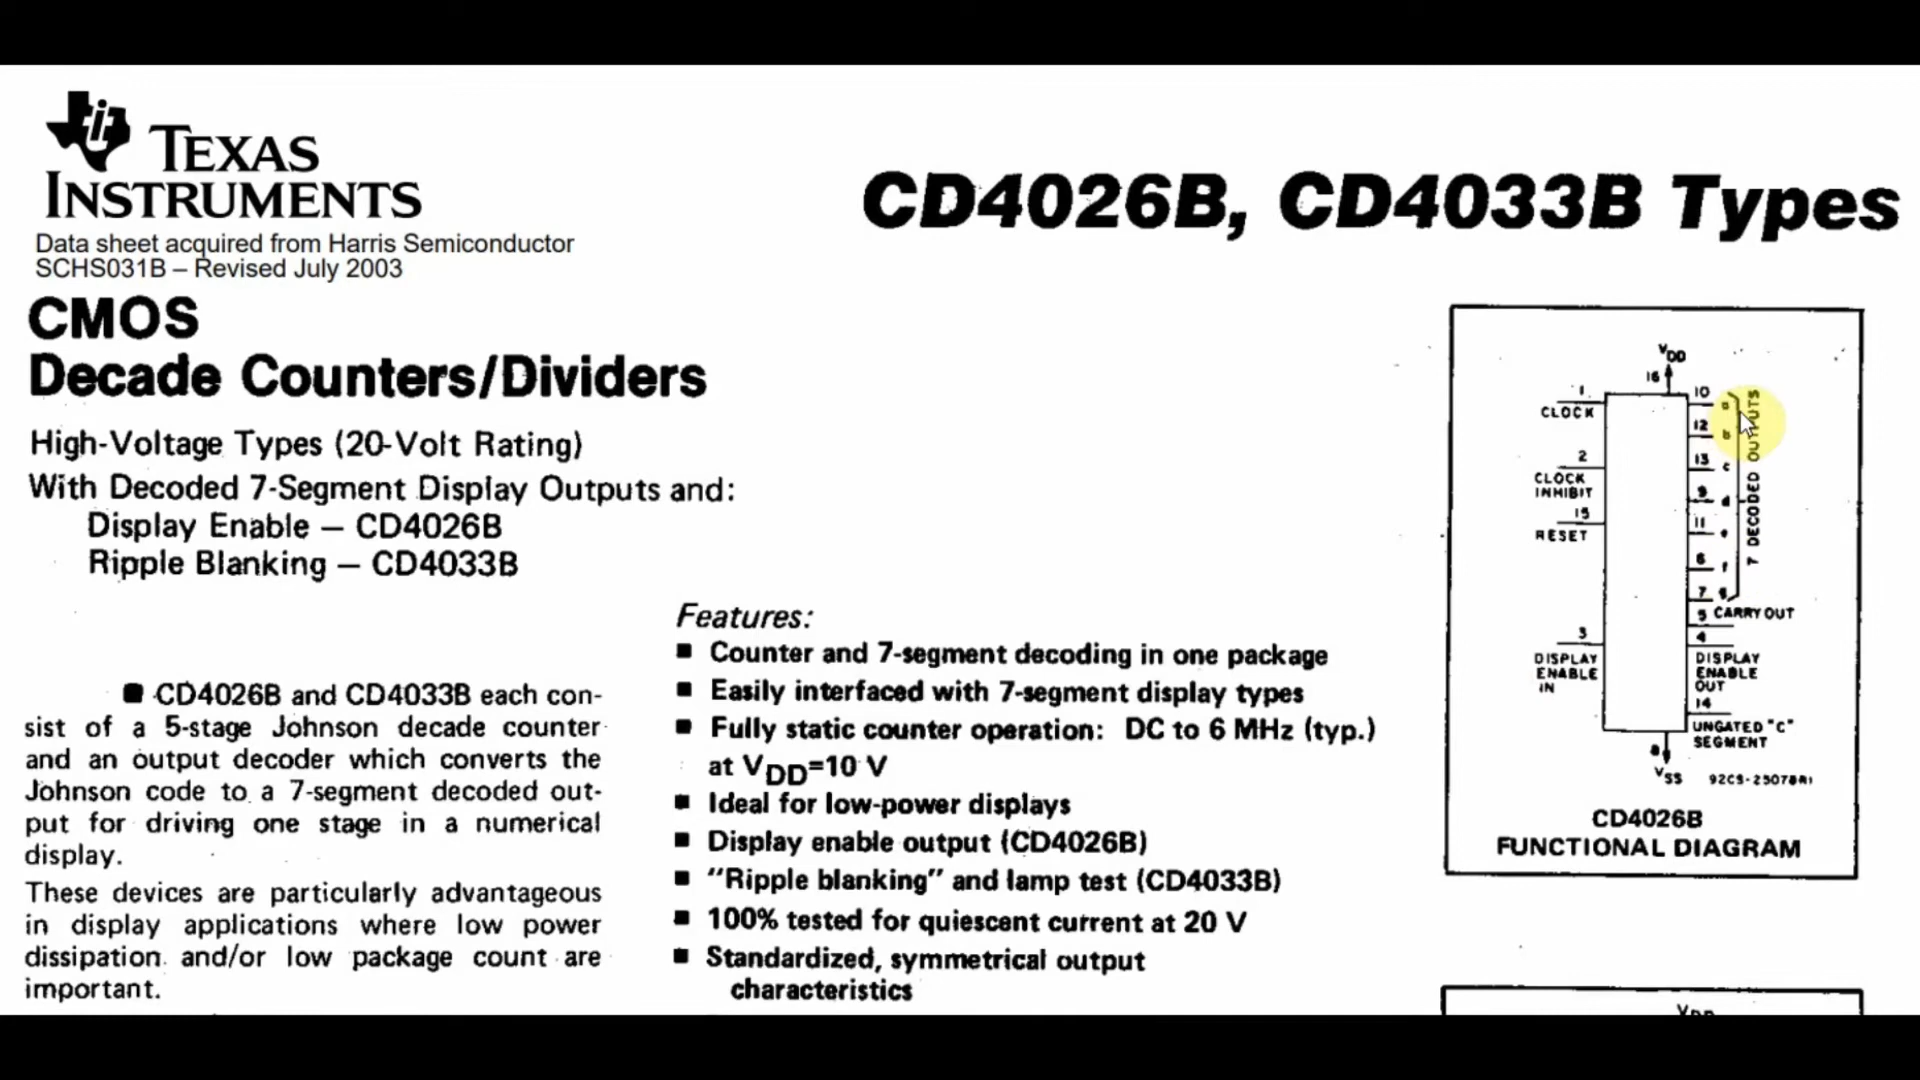 TEXAS
INSTRUMENTS
Data sheet acquired from Harris Semiconductor
SCHS031B – Revised July 2003
CD4026B, CD4033B Types
CMOS
Decade Counters/Dividers
High-Voltage Types (20-Volt Rating)
With Decoded 7-Segment Display Outputs and:
Display Enable – CD4026B
Ripple Blanking – CD4033B
■ CD4026B and CD4033B each con-
sist of a 5-stage Johnson decade counter
and an output decoder which converts the
Johnson code to a 7-segment decoded out-
put for driving one stage in a numerical
display.
These devices are particularly advantageous
in display applications where low power
dissipation and/or low package count are
important.
Features:
■ Counter and 7-segment decoding in one package
■ Easily interfaced with 7-segment display types
■ Fully static counter operation: DC to 6 MHz (typ.)
at VDD=10 V
■ Ideal for low-power displays
■ Display enable output (CD4026B)
■ "Ripple blanking" and lamp test (CD4033B)
■ 100% tested for quiescent current at 20 V
■ Standardized, symmetrical output
characteristics
VDD
16
1
CLOCK
2
CLOCK
INHIBIT
15
RESET
3
DISPLAY
ENABLE
IN
10 a
12 b
13 c
9 d
11 e
6 f
7 g
7 DECODED OUTPUTS
5 CARRY OUT
4
DISPLAY
ENABLE
OUT
14
UNGATED "C"
SEGMENT
8
VSS
92CS-25078R1
CD4026B
FUNCTIONAL DIAGRAM
VDD